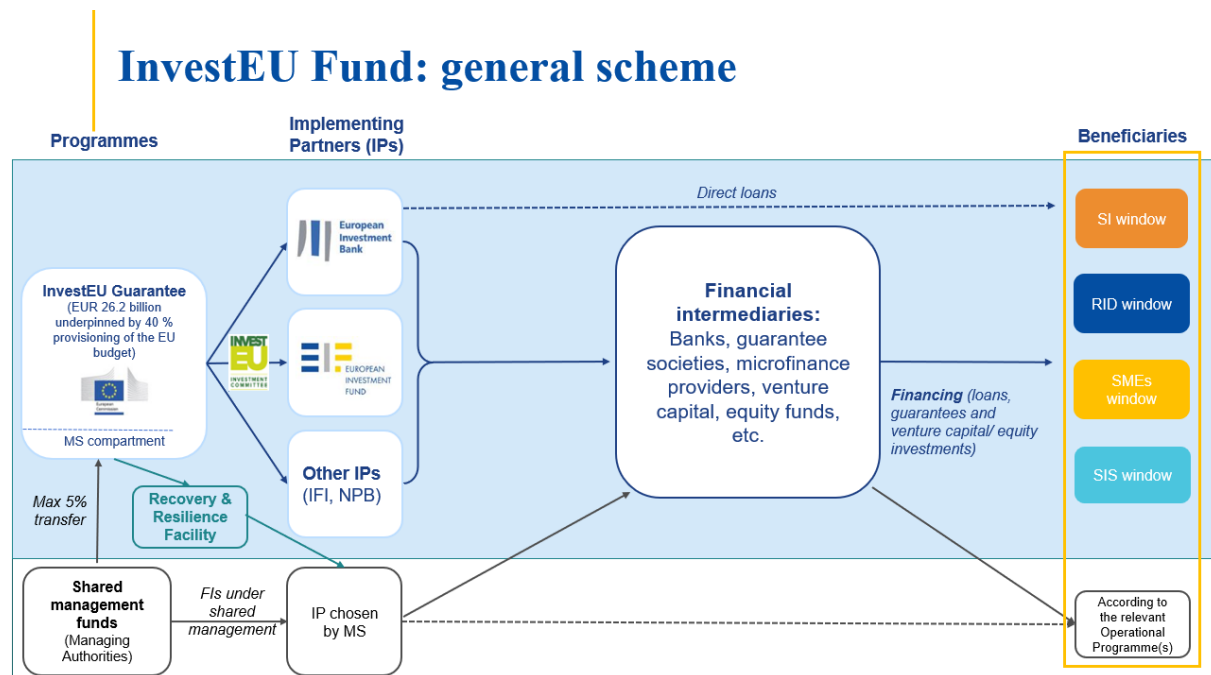 InvestEU Fund: general scheme
Programmes
Implementing
Partners (IPs)
Beneficiaries
Direct loans
European
Investment
Bank
SI window
InvestEU Guarantee
(EUR 26.2 billion
underpinned by 40 %
provisioning of the EU
budget)
European
Commission
MS compartment
INVEST
EU
INVESTMENT
COMMITTEE
EIF
EUROPEAN
INVESTMENT
FUND
Other IPs
(IFI, NPB)
Financial
intermediaries:
Banks, guarantee
societies, microfinance
providers, venture
capital, equity funds,
etc.
RID window
SMEs
window
Financing (loans,
guarantees and
venture capital/ equity
investments)
SIS window
Max 5%
transfer
Recovery &
Resilience
Facility
Shared
management
funds
(Managing
Authorities)
FIs under
shared
management
IP chosen
by MS
According to
the relevant
Operational
Programme(s)